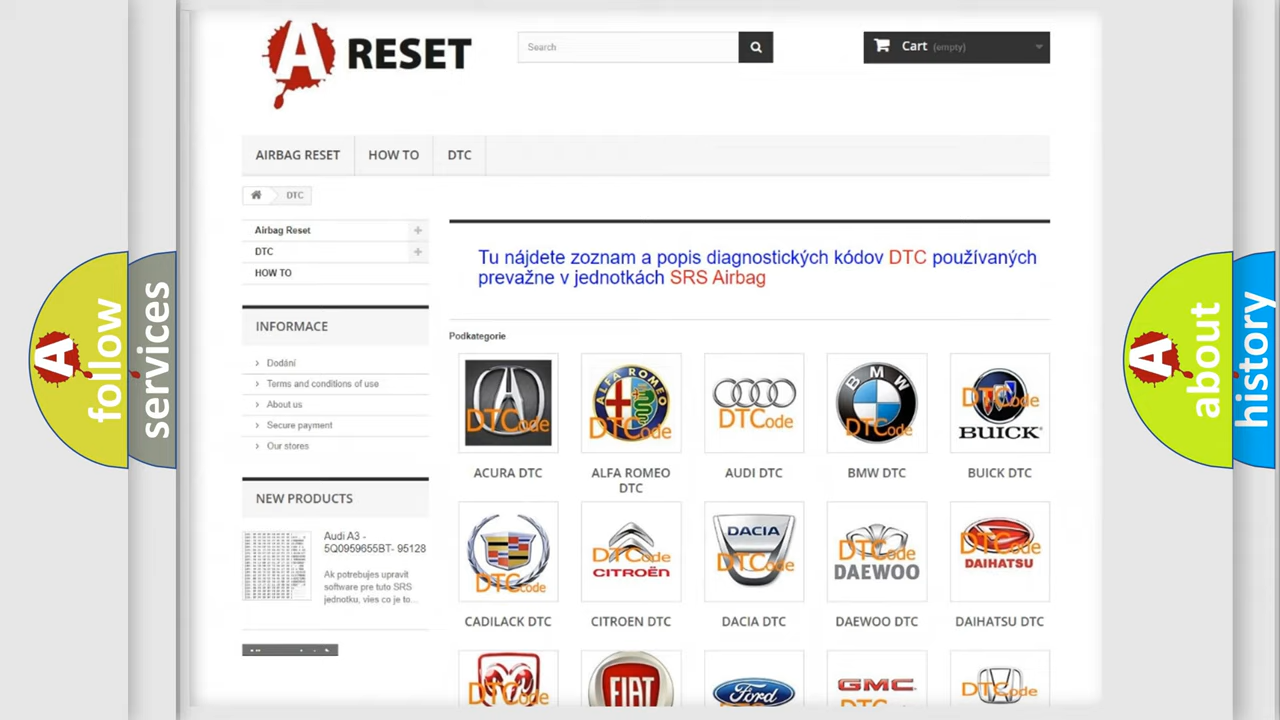 A RESET
Search
Cart (empty)
AIRBAG RESET
HOW TO
DTC
DTC
Airbag Reset
DTC
HOW TO
Tu nájdete zoznam a popis diagnostických kódov DTC používaných
prevažne v jednotkách SRS Airbag
INFORMACE
Dodání
Terms and conditions of use
About us
Secure payment
Our stores
Podkategorie
DTCode
ALFA ROMEO
DTCode
DTCode
BMW
DTCode
DTCode
BUICK
ACURA DTC
ALFA ROMEO
DTC
AUDI DTC
BMW DTC
BUICK DTC
NEW PRODUCTS
Audi A3 -
5Q0959655BT- 95128
Ak potrebujes upravit
software pre tuto SRS
jednotku, vies co je to...
DTCode
DTCode
CITROËN
DACIA
DTCode
DTCode
DAEWOO
DTCode
DAIHATSU
CADILACK DTC
CITROEN DTC
DACIA DTC
DAEWOO DTC
DAIHATSU DTC
DTCode
FIAT
Ford
GMC
DTCode
A follow
services
A about
history